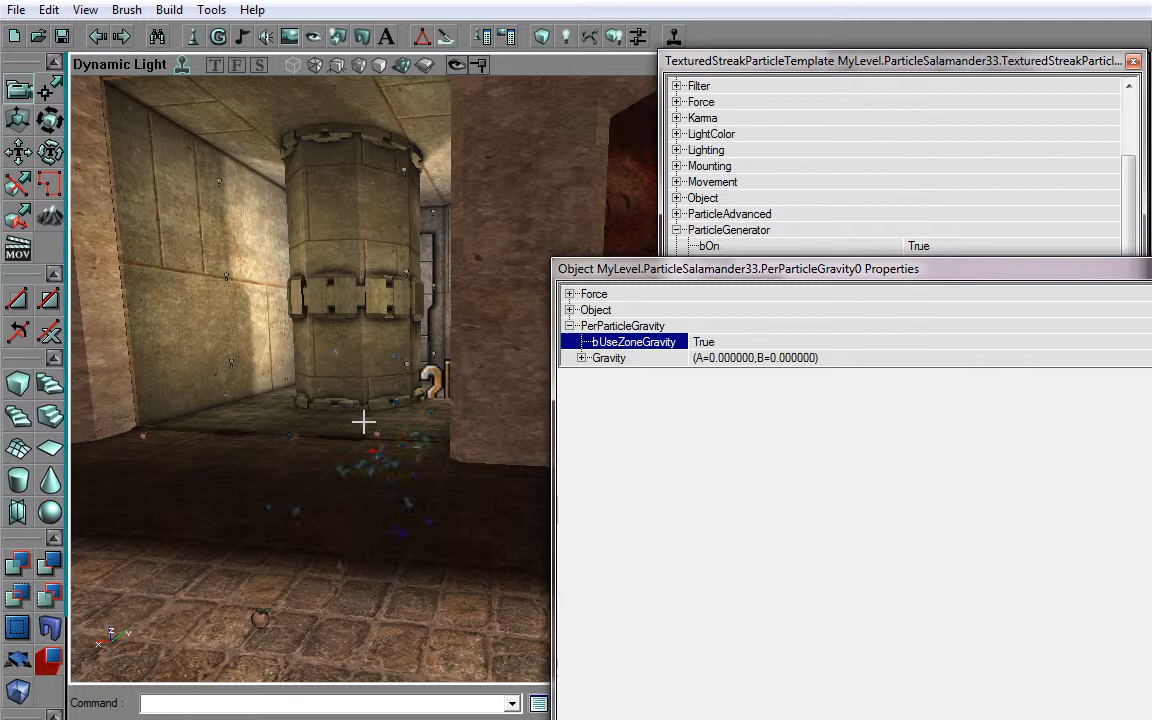 File Edit View Brush Build Tools Help
Dynamic Light T F S
TexturedStreakParticleTemplate MyLevel.ParticleSalamander33.TexturedStreakParticl...
Filter
Force
Karma
LightColor
Lighting
Mounting
Movement
Object
ParticleAdvanced
ParticleGenerator
bOn True
MOV
Object MyLevel.ParticleSalamander33.PerParticleGravity0 Properties
Force
Object
PerParticleGravity
bUseZoneGravity True
Gravity (A=0.000000,B=0.000000)
z
x y
Command :